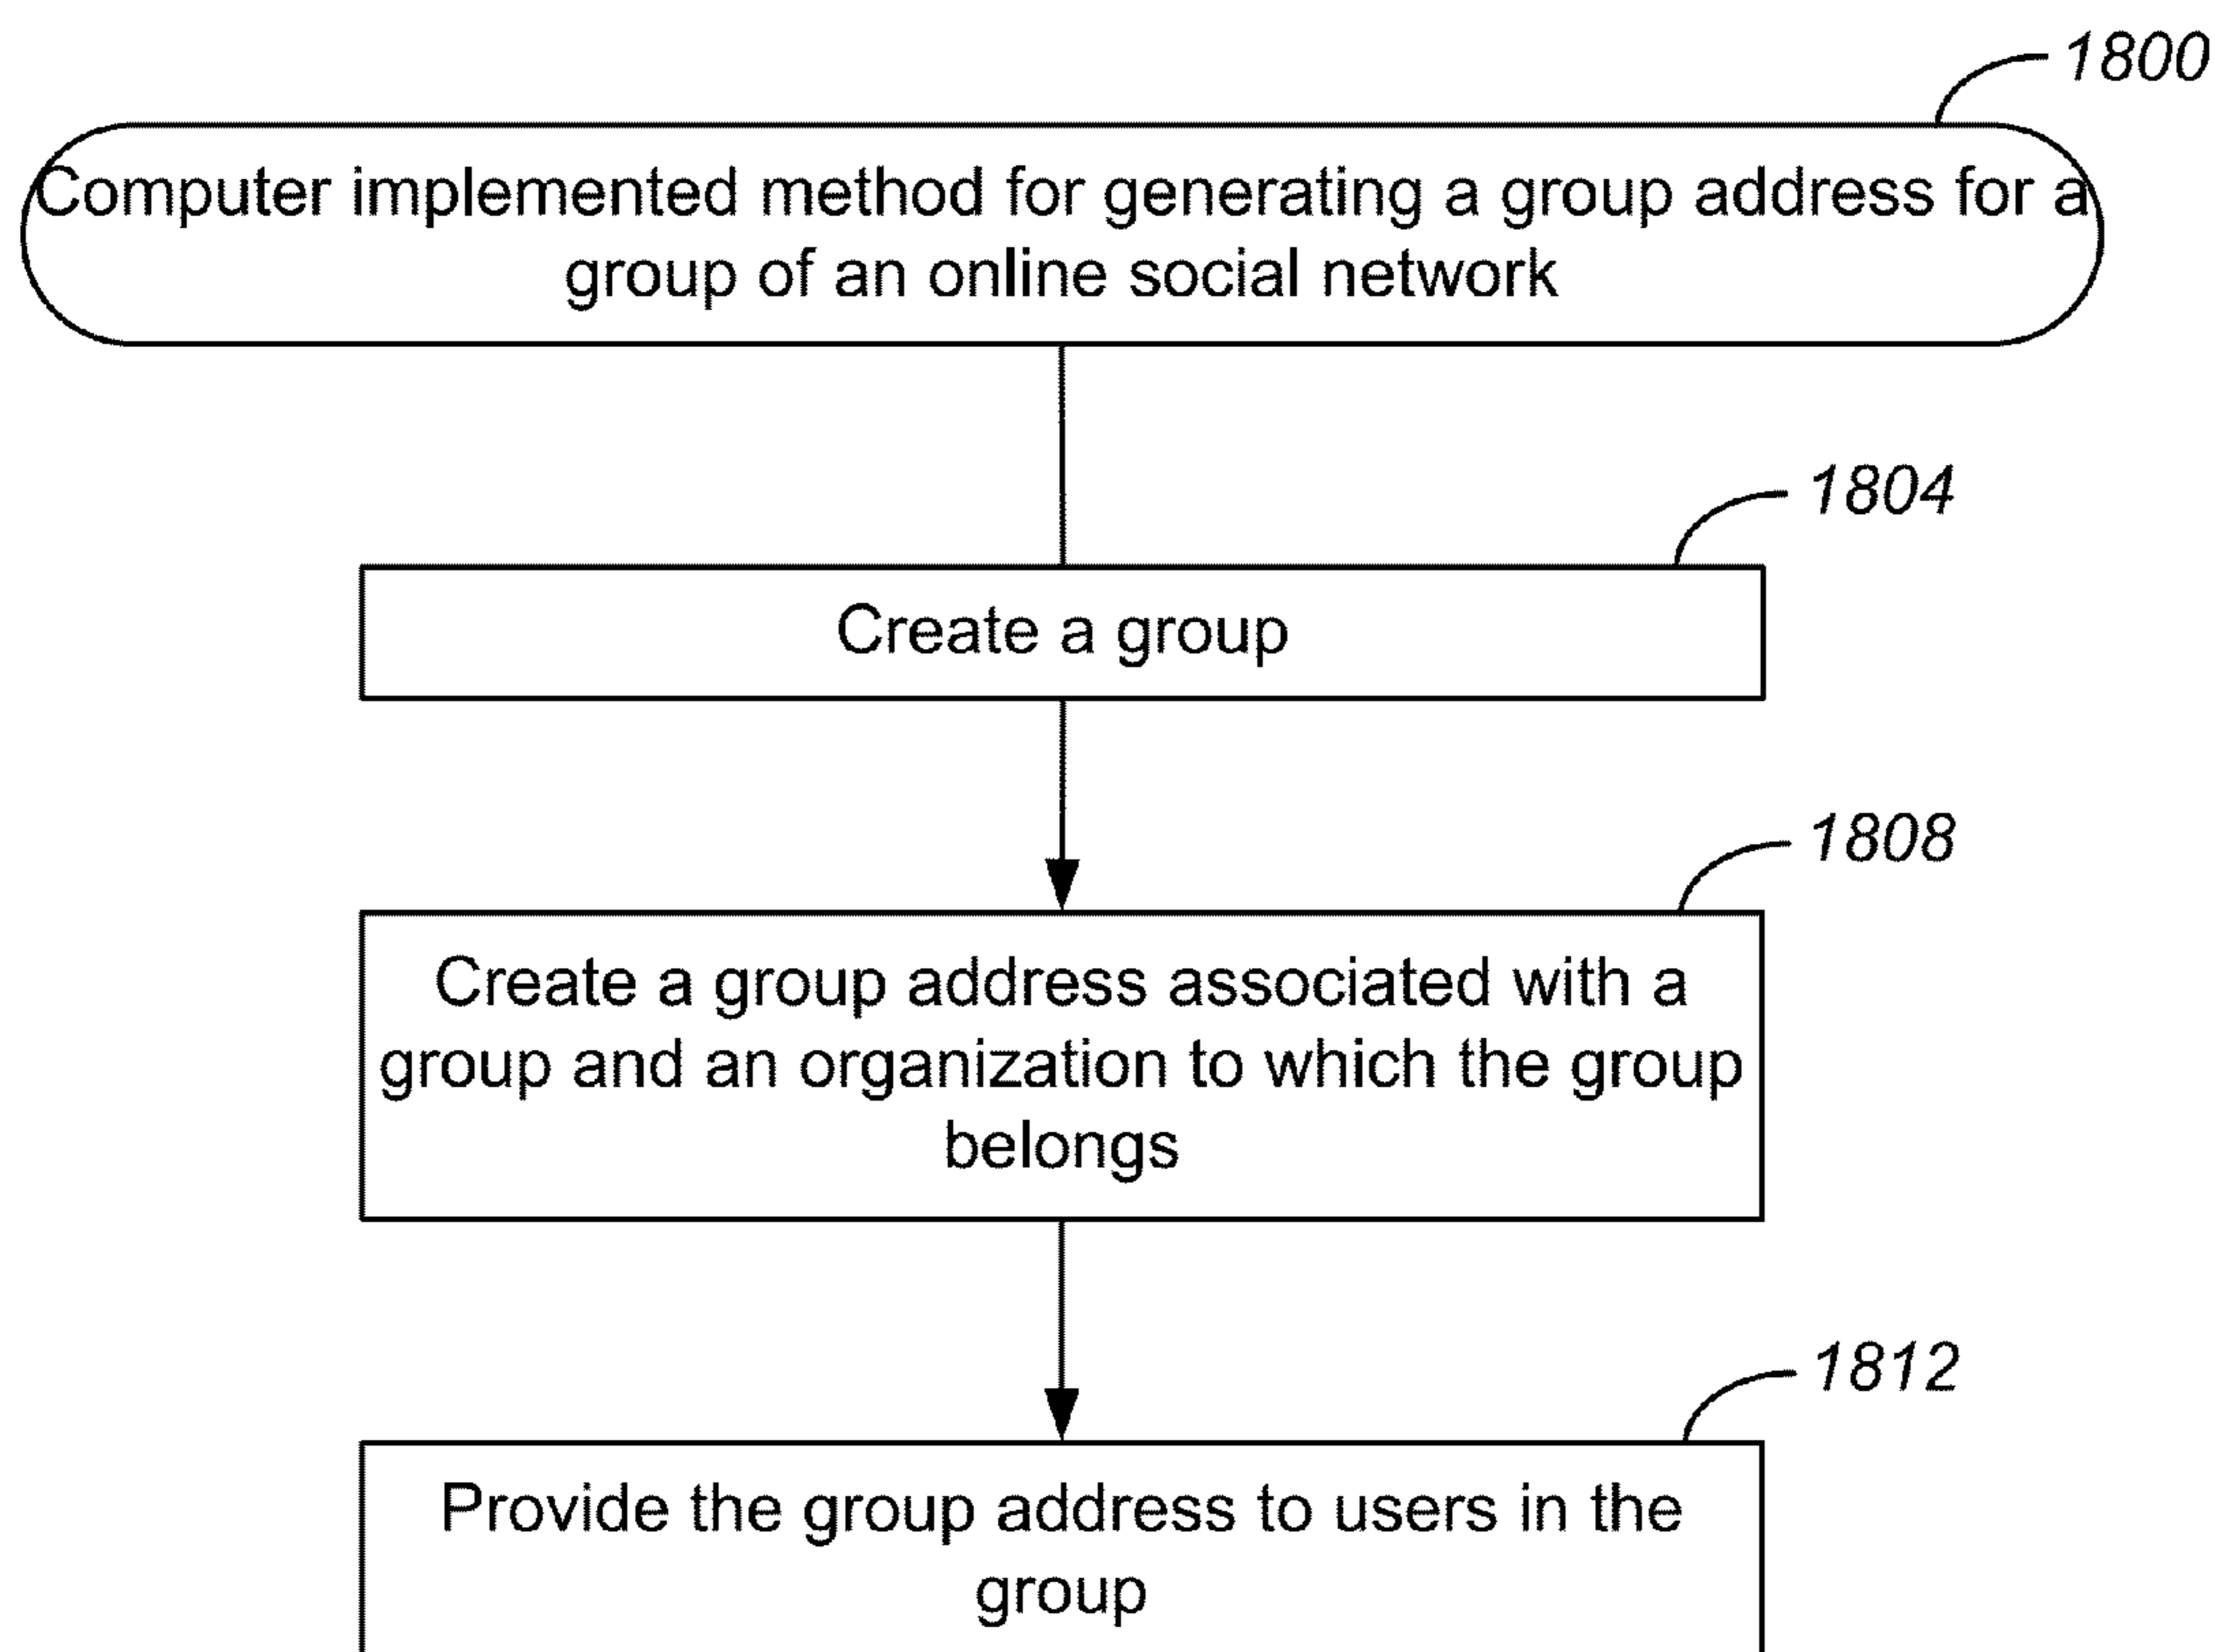 1800
Computer implemented method for generating a group address for a
group of an online social network
1804
Create a group
1808
Create a group address associated with a
group and an organization to which the group
belongs
1812
Provide the group address to users in the
group